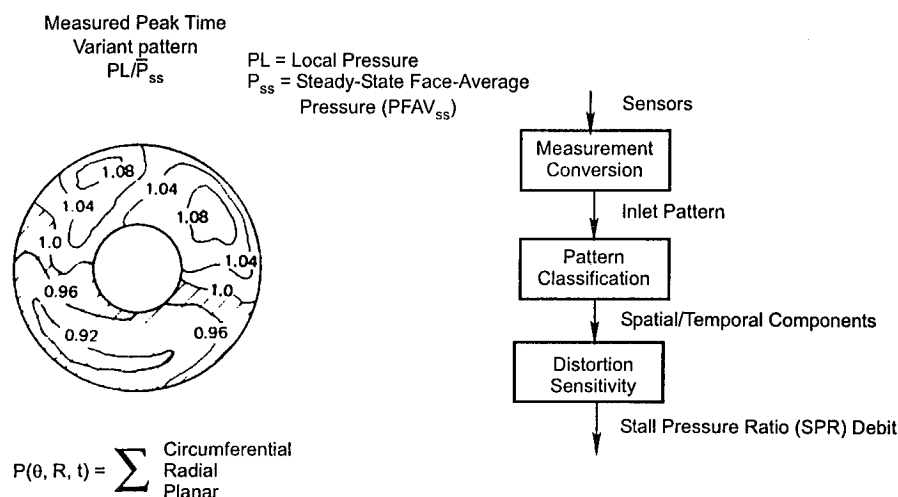 Measured Peak Time
Variant pattern
PL/P̄ss
PL = Local Pressure
Pss = Steady-State Face-Average
Pressure (PFAVss)
1.08
1.04
1.04
1.08
1.0
1.04
0.96
1.0
0.92
0.96
P(θ, R, t) = ∑
Circumferential
Radial
Planar
Sensors
Measurement
Conversion
Inlet Pattern
Pattern
Classification
Spatial/Temporal Components
Distortion
Sensitivity
Stall Pressure Ratio (SPR) Debit